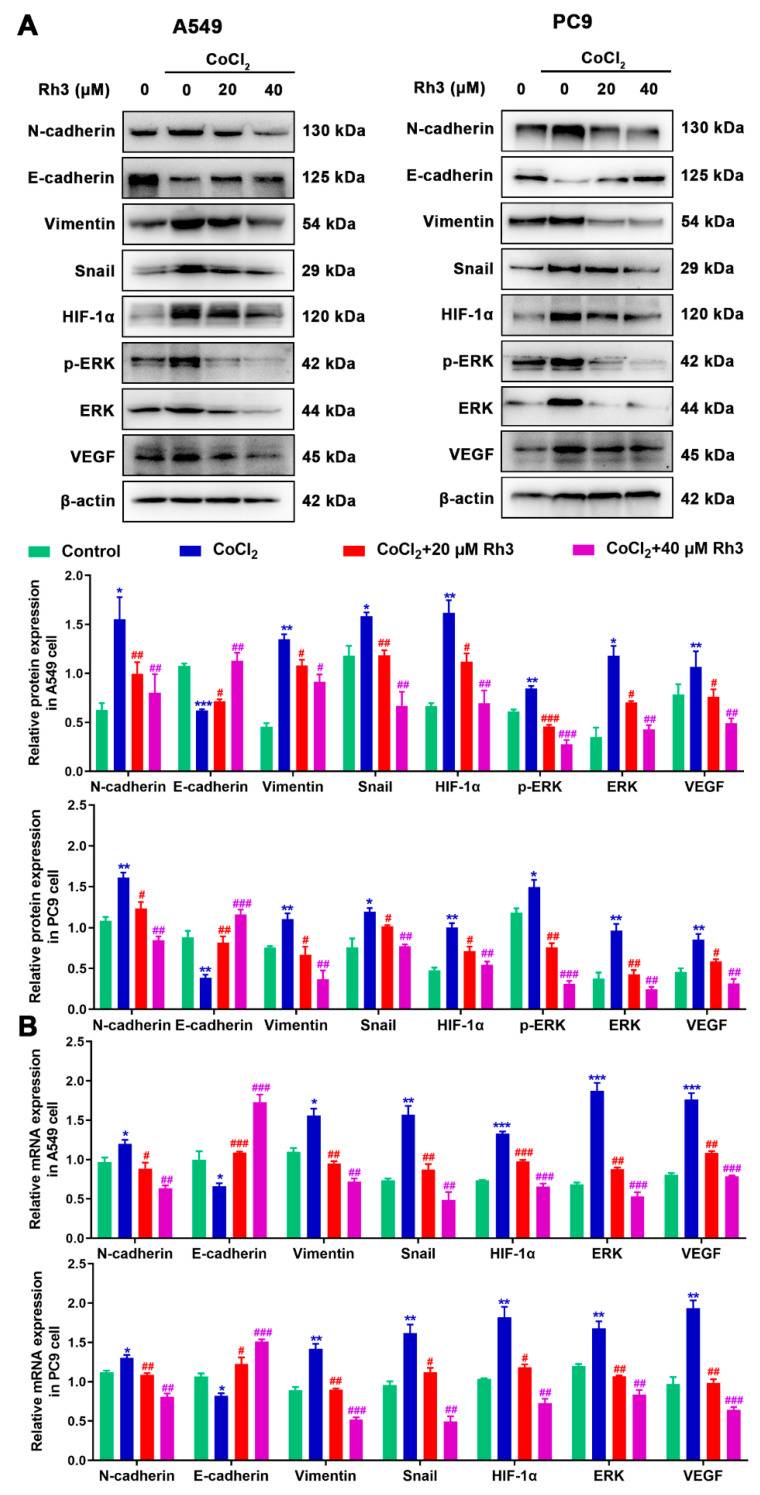 A
A549
PC9
CoCl2
CoCl2
Rh3 (µM) 0 0 20 40
Rh3 (µM) 0 0 20 40
N-cadherin 130 kDa
E-cadherin 125 kDa
Vimentin 54 kDa
Snail 29 kDa
HIF-1α 120 kDa
p-ERK 42 kDa
ERK 44 kDa
VEGF 45 kDa
β-actin 42 kDa
N-cadherin 130 kDa
E-cadherin 125 kDa
Vimentin 54 kDa
Snail 29 kDa
HIF-1α 120 kDa
p-ERK 42 kDa
ERK 44 kDa
VEGF 45 kDa
β-actin 42 kDa
Control CoCl2 CoCl2+20 µM Rh3 CoCl2+40 µM Rh3
Relative protein expression
in A549 cell
2.0
1.5
1.0
0.5
0.0
* ## ## *** # ## ** # # * ## ## ** # ## ** ### ### * # ## ** # ##
N-cadherin E-cadherin Vimentin Snail HIF-1α p-ERK ERK VEGF
Relative protein expression
in PC9 cell
2.5
2.0
1.5
1.0
0.5
0.0
** # ## ** ## ### ** # ## * # ## ** # ## * ## ### ** ## ## ** # ##
N-cadherin E-cadherin Vimentin Snail HIF-1α p-ERK ERK VEGF
B
Relative mRNA expression
in A549 cell
2.5
2.0
1.5
1.0
0.5
0.0
* # ## * ### ### * ## ## ** ## ## *** ### ### *** ## ### *** ## ###
N-cadherin E-cadherin Vimentin Snail HIF-1α ERK VEGF
Relative mRNA expression
in PC9 cell
2.5
2.0
1.5
1.0
0.5
0.0
* ## ## * # ### ** ## ### ** # ## ** # ## ** ## ## ** ## ###
N-cadherin E-cadherin Vimentin Snail HIF-1α ERK VEGF